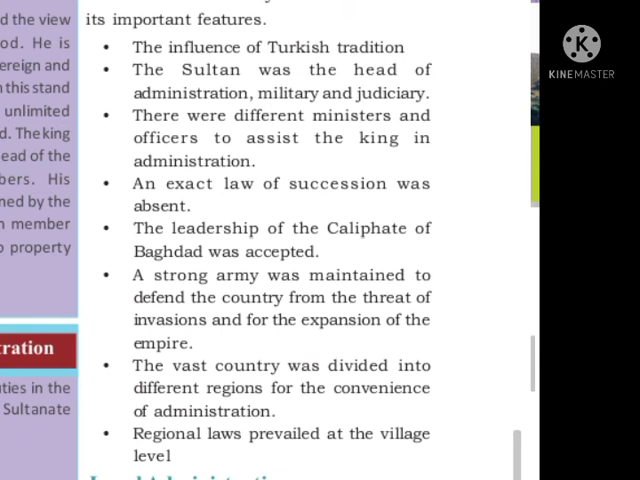 d the view
od. He is
ereign and
n this stand
unlimited
d. The king
ead of the
bers. His
ned by the
n member
o property
tration
ties in the
Sultanate
its important features.
• The influence of Turkish tradition
• The Sultan was the head of
administration, military and judiciary.
• There were different ministers and
officers to assist the king in
administration.
• An exact law of succession was
absent.
• The leadership of the Caliphate of
Baghdad was accepted.
• A strong army was maintained to
defend the country from the threat of
invasions and for the expansion of the
empire.
• The vast country was divided into
different regions for the convenience
of administration.
• Regional laws prevailed at the village
level
KINEMASTER